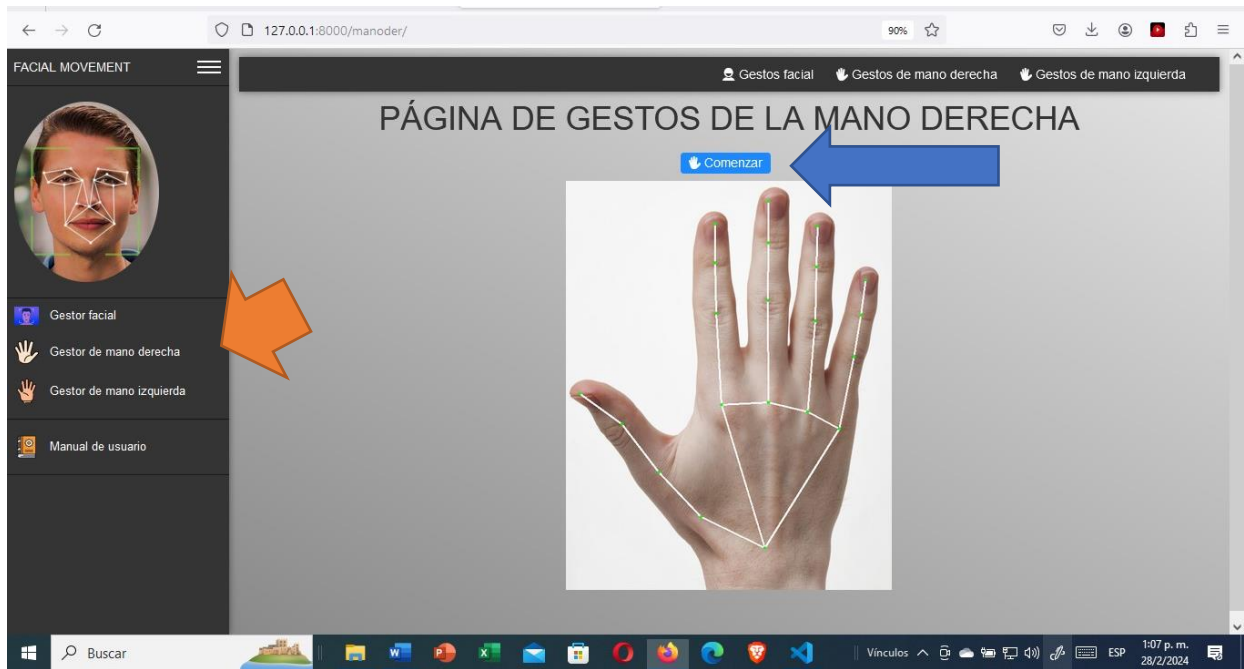 127.0.0.1:8000/manoder/
90%
FACIAL MOVEMENT
Gestos facial
Gestos de mano derecha
Gestos de mano izquierda
PÁGINA DE GESTOS DE LA MANO DERECHA
Comenzar
Gestor facial
Gestor de mano derecha
Gestor de mano izquierda
Manual de usuario
Buscar
Vínculos
ESP
1:07 p. m.
28/2/2024